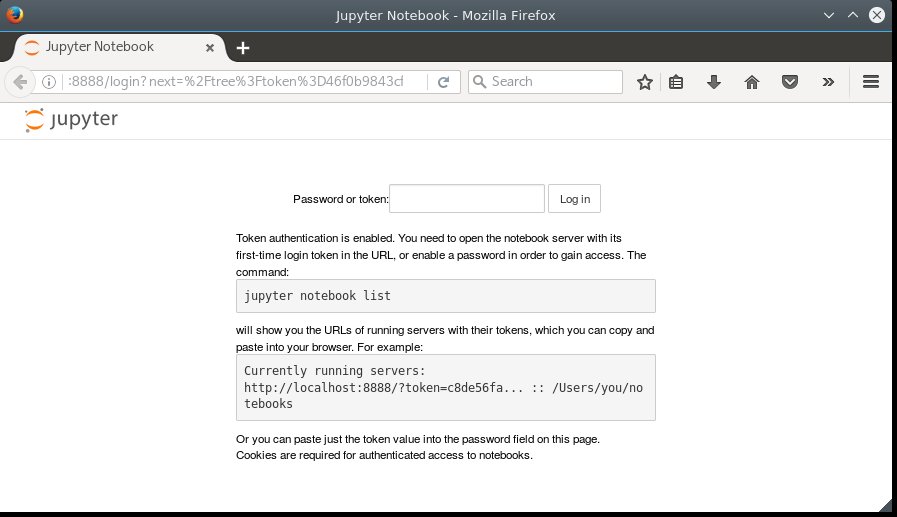 Jupyter Notebook - Mozilla Firefox
Jupyter Notebook
:8888/login?next=%2Ftree%3Ftoken%3D46f0b9843cf
Search
jupyter
Password or token:
Log in
Token authentication is enabled. You need to open the notebook server with its
first-time login token in the URL, or enable a password in order to gain access. The
command:
jupyter notebook list
will show you the URLs of running servers with their tokens, which you can copy and
paste into your browser. For example:
Currently running servers:
http://localhost:8888/?token=c8de56fa... :: /Users/you/no
tebooks
Or you can paste just the token value into the password field on this page.
Cookies are required for authenticated access to notebooks.